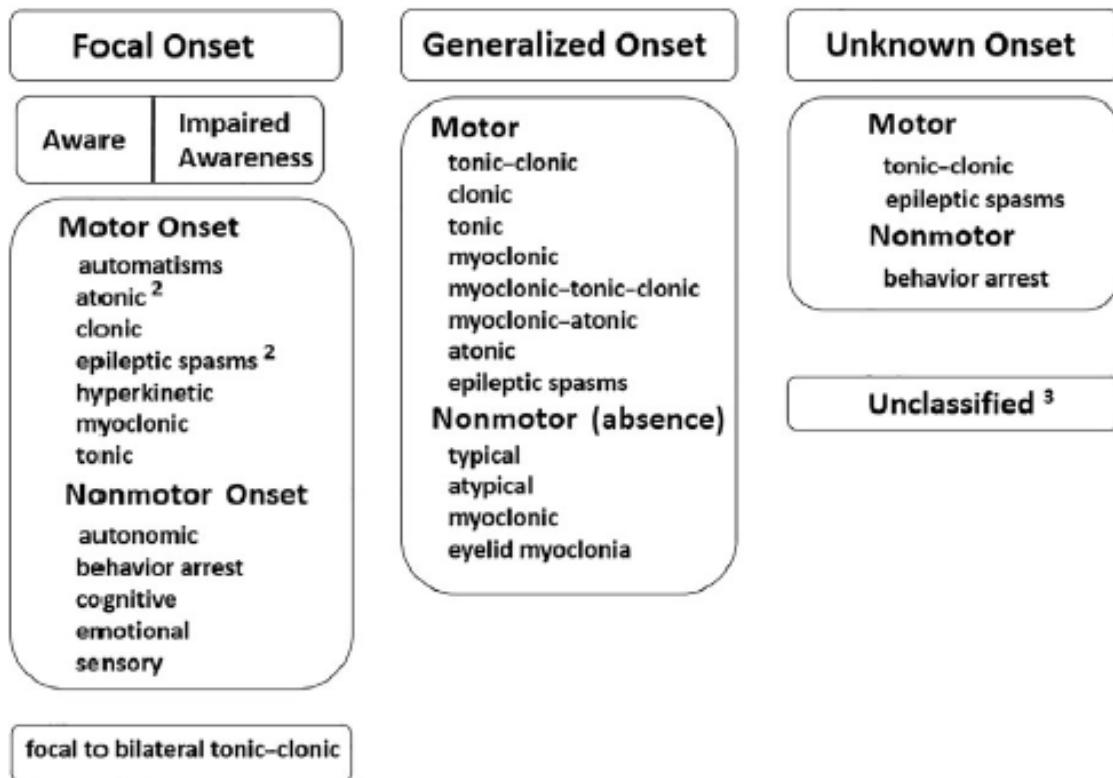 Focal Onset
Aware
Impaired
Awareness
Motor Onset
automatisms
atonic ²
clonic
epileptic spasms ²
hyperkinetic
myoclonic
tonic
Nonmotor Onset
autonomic
behavior arrest
cognitive
emotional
sensory
focal to bilateral tonic–clonic
Generalized Onset
Motor
tonic–clonic
clonic
tonic
myoclonic
myoclonic–tonic–clonic
myoclonic–atonic
atonic
epileptic spasms
Nonmotor (absence)
typical
atypical
myoclonic
eyelid myoclonia
Unknown Onset
Motor
tonic–clonic
epileptic spasms
Nonmotor
behavior arrest
Unclassified ³